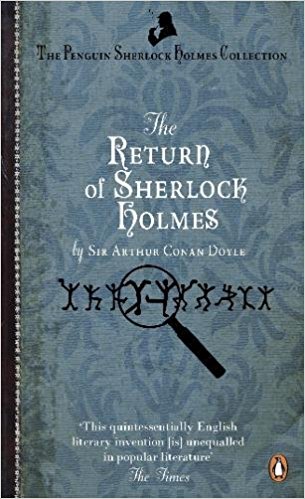 The Penguin Sherlock Holmes Collection
The
Return
of Sherlock
Holmes
by Sir Arthur Conan Doyle
'This quintessentially English
literary invention [is] unequalled
in popular literature'
The Times